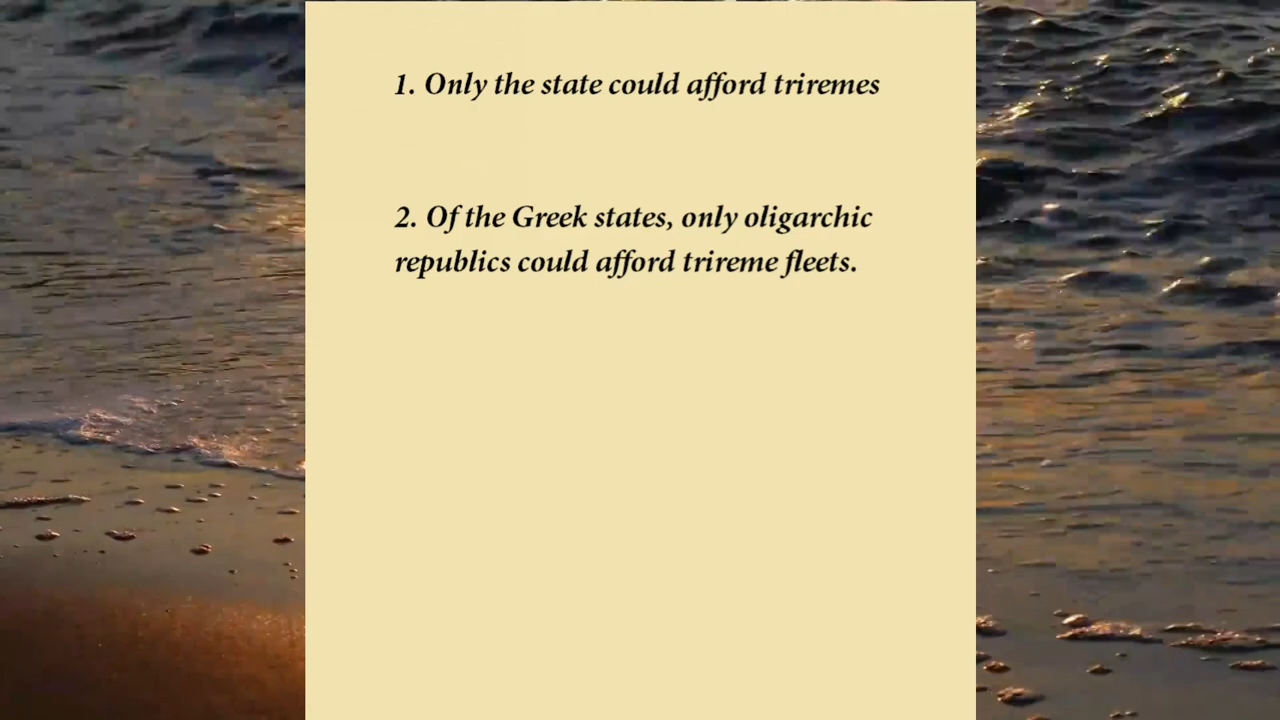 1. Only the state could afford triremes
2. Of the Greek states, only oligarchic
republics could afford trireme fleets.